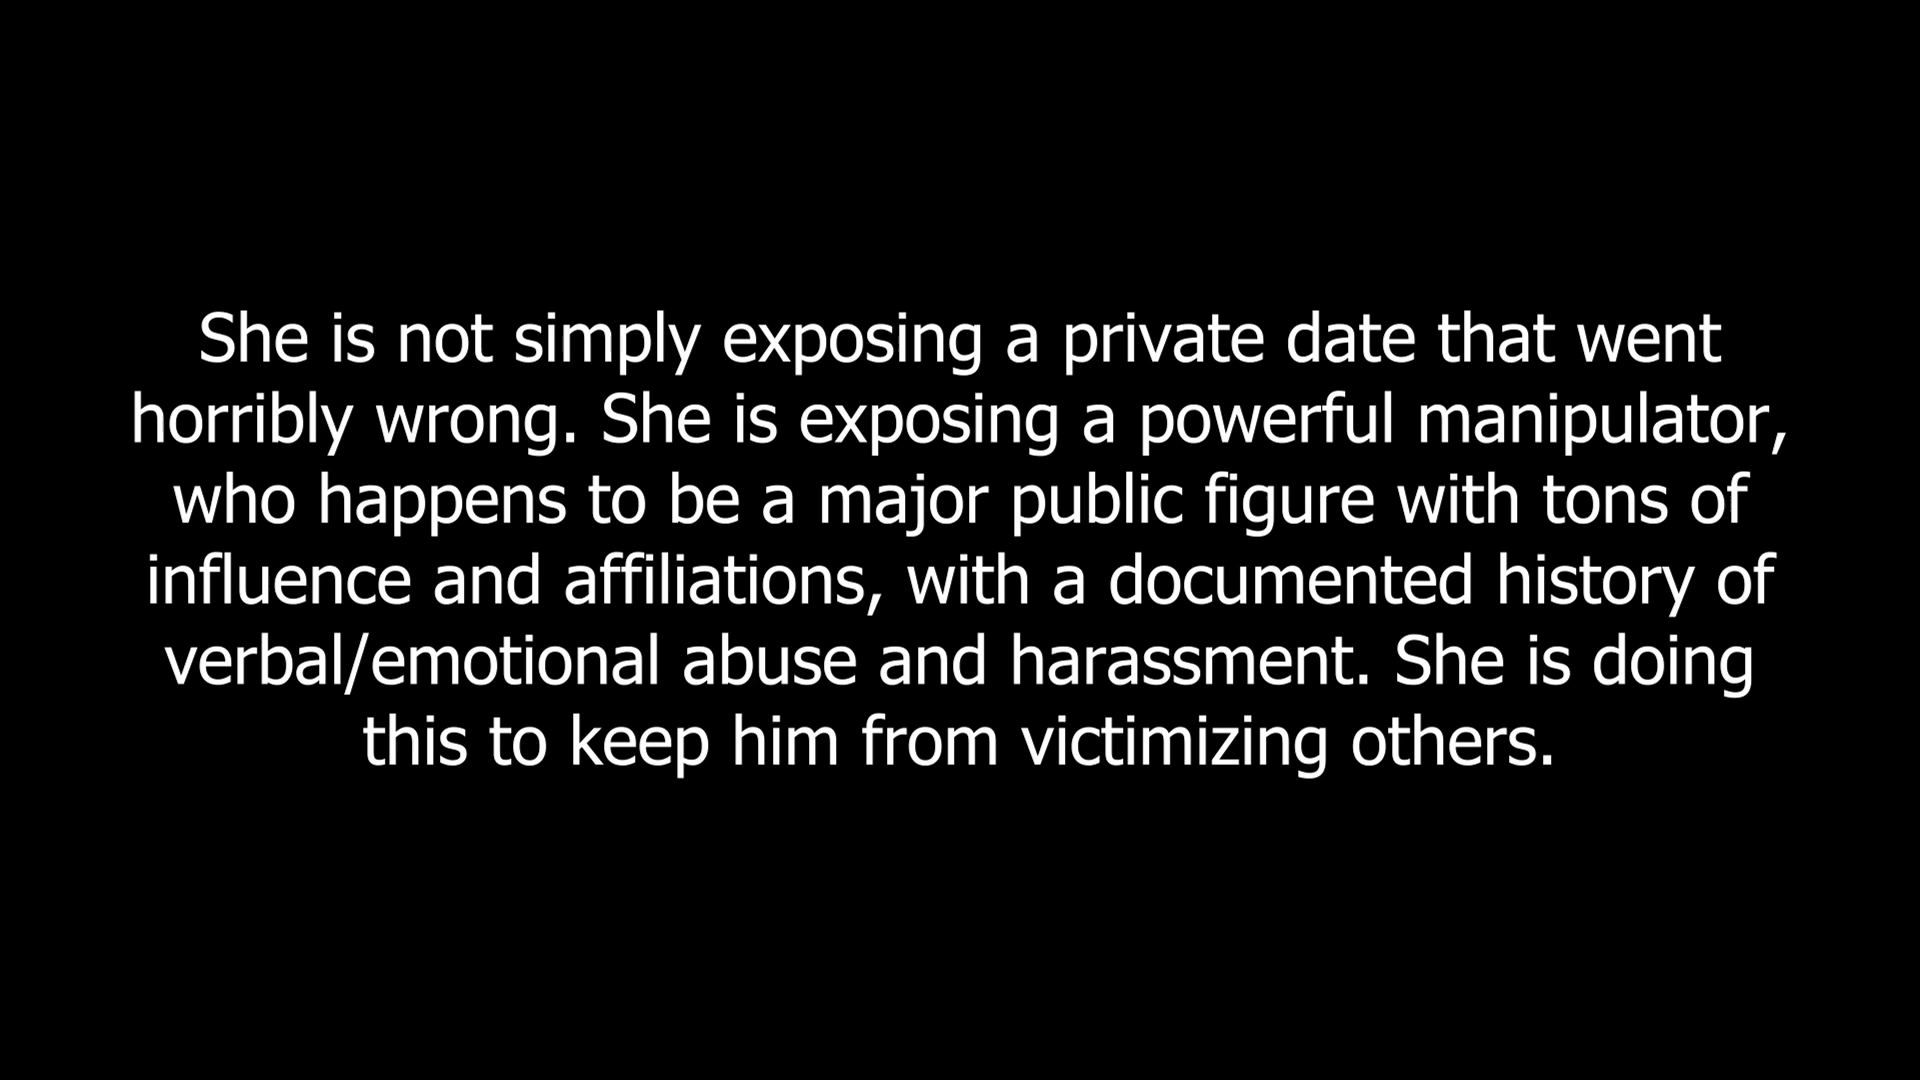 She is not simply exposing a private date that went
horribly wrong. She is exposing a powerful manipulator,
who happens to be a major public figure with tons of
influence and affiliations, with a documented history of
verbal/emotional abuse and harassment. She is doing
this to keep him from victimizing others.